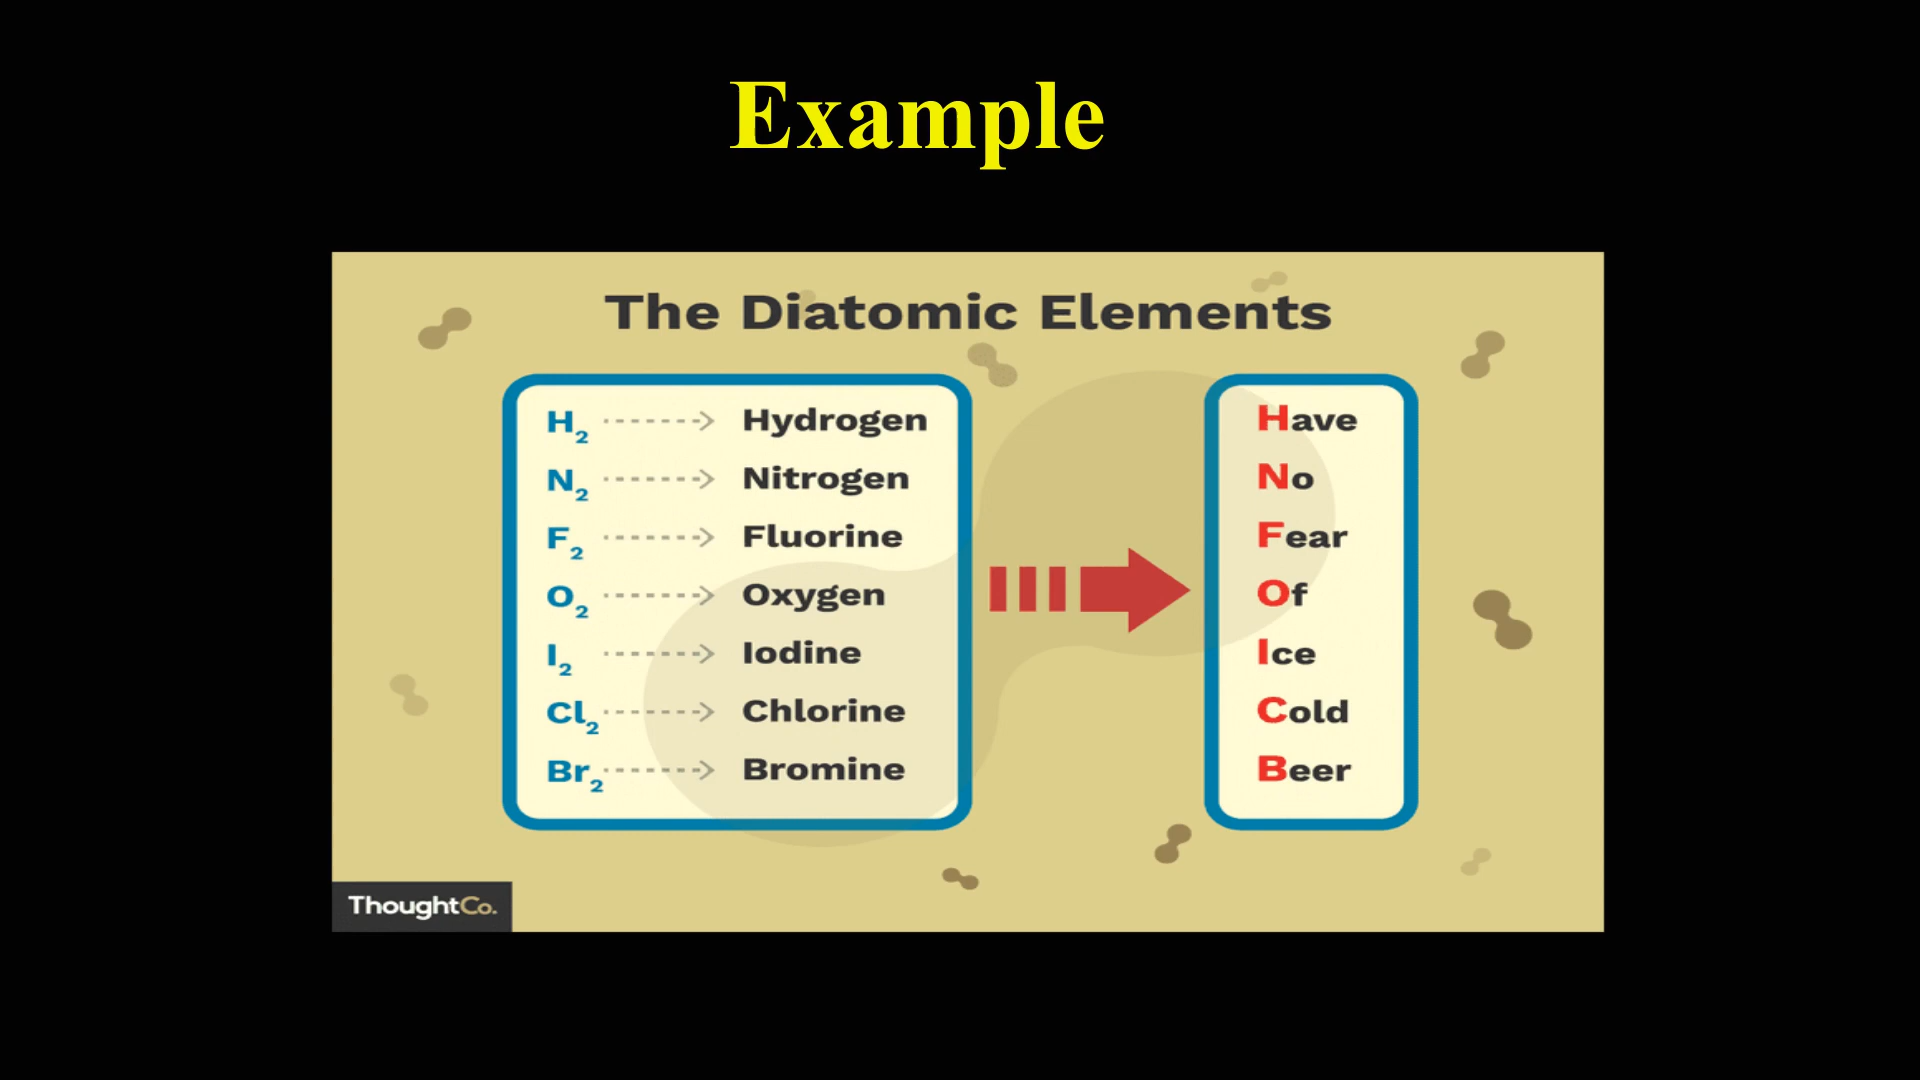 Example
The Diatomic Elements
H₂ Hydrogen
N₂ Nitrogen
F₂ Fluorine
O₂ Oxygen
I₂ Iodine
Cl₂ Chlorine
Br₂ Bromine
Have
No
Fear
Of
Ice
Cold
Beer
ThoughtCo.